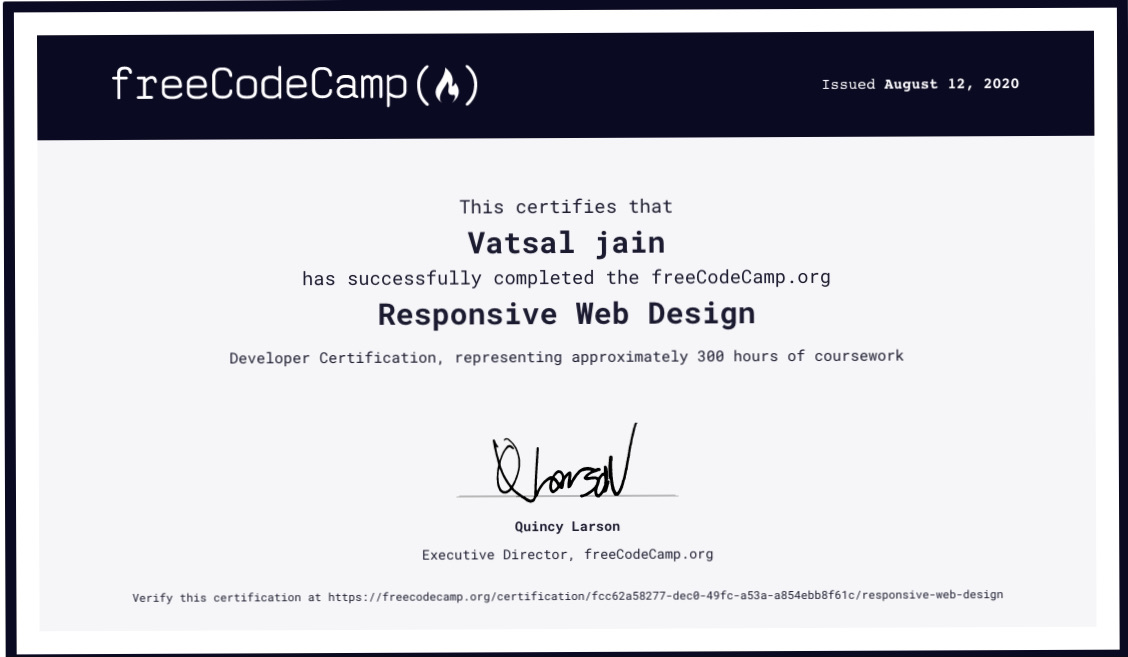 freeCodeCamp(🔥)
Issued August 12, 2020
This certifies that
Vatsal jain
has successfully completed the freeCodeCamp.org
Responsive Web Design
Developer Certification, representing approximately 300 hours of coursework
QLarson
Quincy Larson
Executive Director, freeCodeCamp.org
Verify this certification at https://freecodecamp.org/certification/fcc62a58277-dec0-49fc-a53a-a854ebb8f61c/responsive-web-design